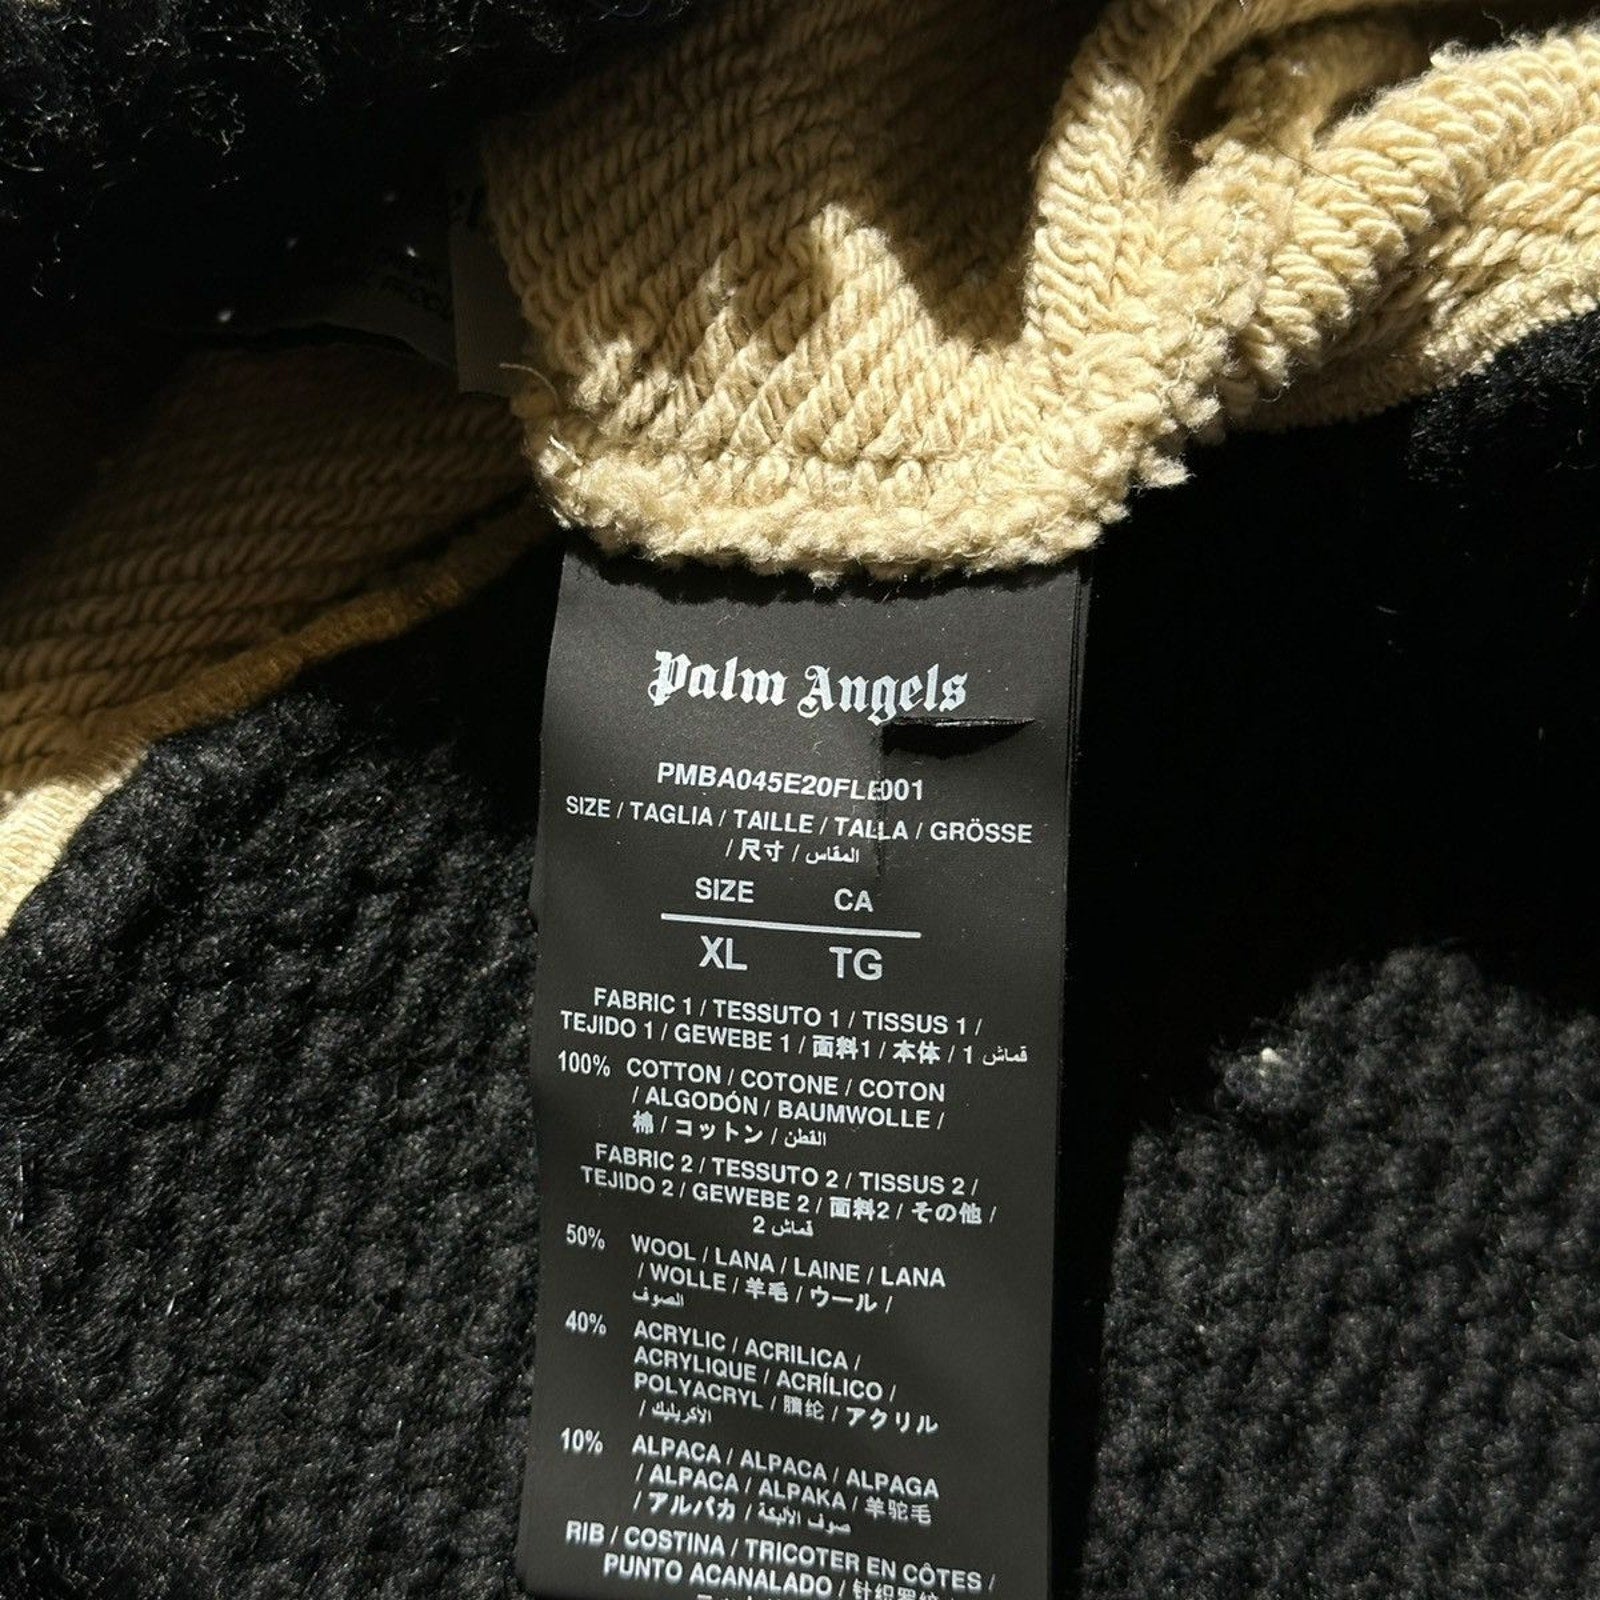 Palm Angels
PMBA045E20FLE001
SIZE / TAGLIA / TAILLE / TALLA / GRÖSSE
/ 尺寸 / المقاس
SIZE CA
XL TG
FABRIC 1 / TESSUTO 1 / TISSUS 1 /
TEJIDO 1 / GEWEBE 1 / 面料1 / 本体 / قماش 1
100% COTTON / COTONE / COTON
/ ALGODÓN / BAUMWOLLE /
棉 / コットン / القطن
FABRIC 2 / TESSUTO 2 / TISSUS 2 /
TEJIDO 2 / GEWEBE 2 / 面料2 / その他 /
قماش 2
50% WOOL / LANA / LAINE / LANA
/ WOLLE / 羊毛 / ウール /
الصوف
40% ACRYLIC / ACRILICA /
ACRYLIQUE / ACRÍLICO /
POLYACRYL / 腈纶 / アクリル
/ الاكريليك
10% ALPACA / ALPACA / ALPAGA
/ ALPACA / ALPAKA / 羊驼毛
/ アルパカ / صوف الألبكة
RIB / COSTINA / TRICOTER EN CÔTES /
PUNTO ACANALADO / 针织罗纹